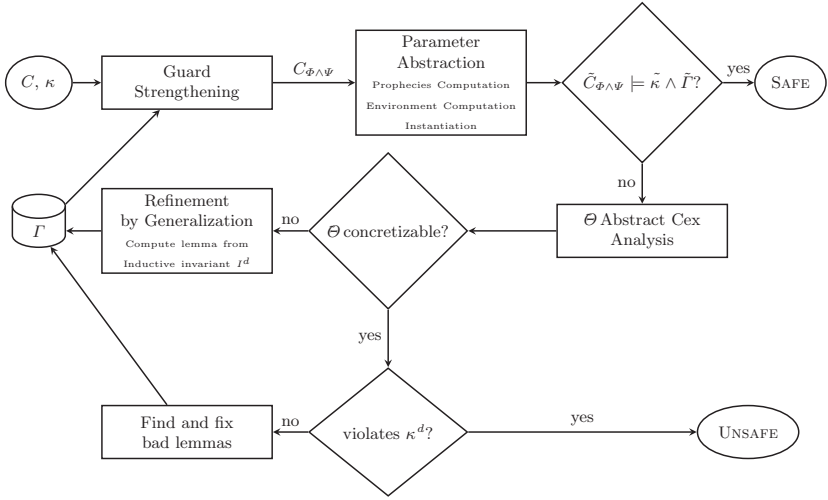 C, κ
Guard
Strengthening
C_{Φ∧Ψ}
Parameter
Abstraction
Prophecies Computation
Environment Computation
Instantiation
C̃_{Φ∧Ψ} ⊨ κ̃ ∧ Γ̃?
yes
SAFE
no
Γ
Refinement
by Generalization
Compute lemma from
Inductive invariant I^d
no
Θ concretizable?
Θ Abstract Cex
Analysis
yes
Find and fix
bad lemmas
no
violates κ^d?
yes
UNSAFE